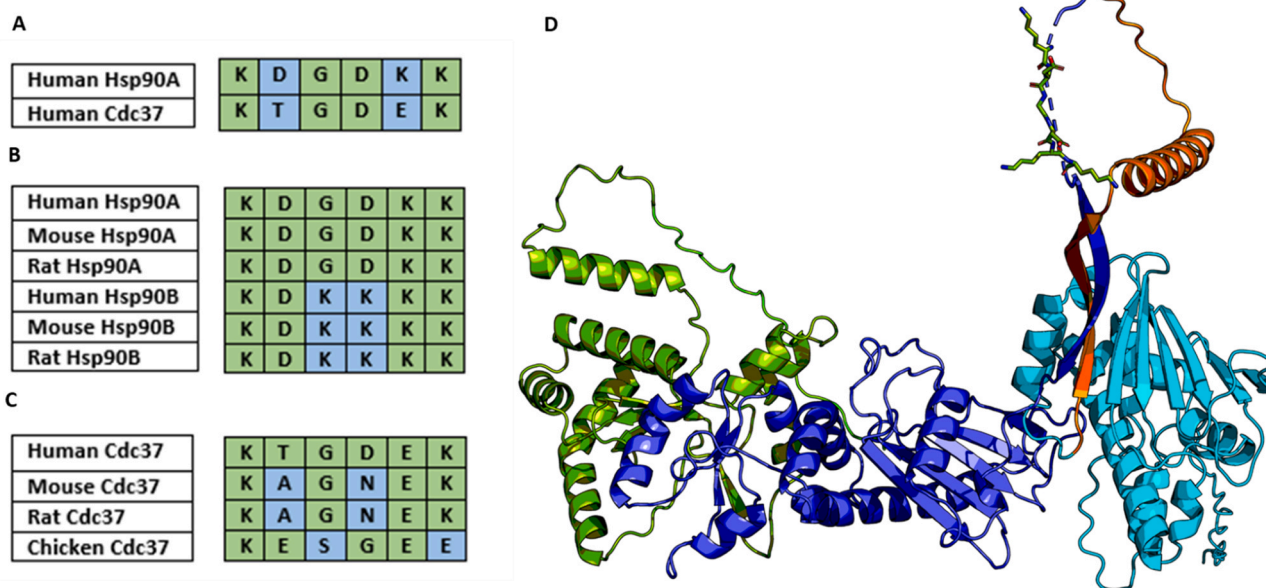 A
Human Hsp90A K D G D K K
Human Cdc37 K T G D E K
B
Human Hsp90A K D G D K K
Mouse Hsp90A K D G D K K
Rat Hsp90A K D G D K K
Human Hsp90B K D K K K K
Mouse Hsp90B K D K K K K
Rat Hsp90B K D K K K K
C
Human Cdc37 K T G D E K
Mouse Cdc37 K A G N E K
Rat Cdc37 K A G N E K
Chicken Cdc37 K E S G E E
D